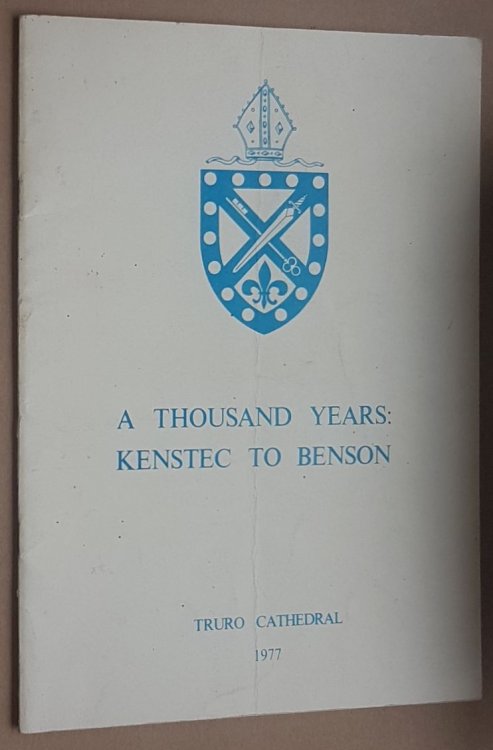 A THOUSAND YEARS:
KENSTEC TO BENSON
TRURO CATHEDRAL
1977